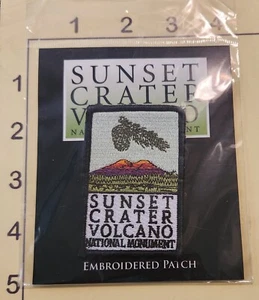 1 2 3 4
1
2
3
4
5
SUNSET
CRATER
VOLCANO
NATIONAL MONUMENT
SUNSET
CRATER
VOLCANO
NATIONAL MONUMENT
EMBROIDERED PATCH